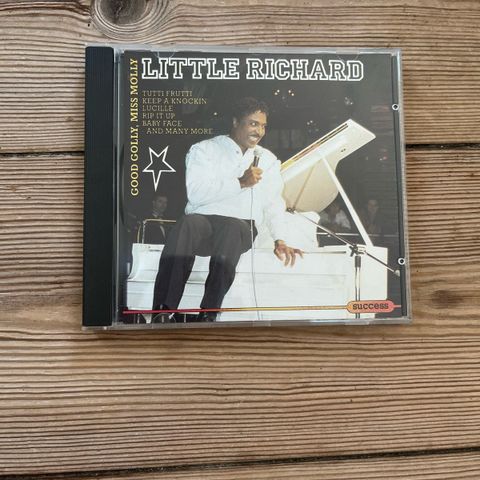 LITTLE RICHARD
GOOD GOLLY, MISS MOLLY
TUTTI FRUTTI
KEEP A KNOCKIN
LUCILLE
RIP IT UP
BABY FACE
AND MANY MORE
success